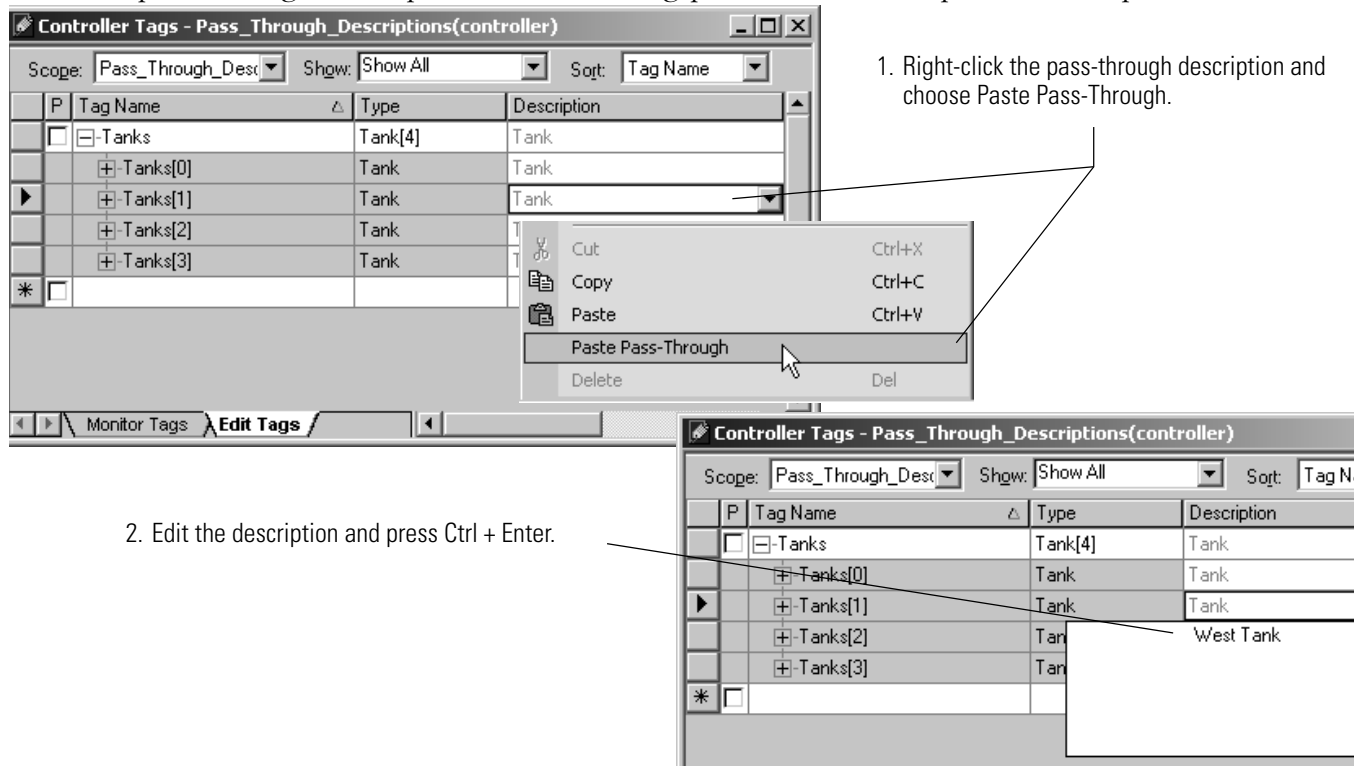 Controller Tags - Pass_Through_Descriptions(controller)
Scope: Pass_Through_Desc Show: Show All Sort: Tag Name
P Tag Name Type Description
Tanks Tank[4] Tank
Tanks[0] Tank Tank
Tanks[1] Tank Tank
Tanks[2] Tank
Tanks[3] Tank
Cut Ctrl+X
Copy Ctrl+C
Paste Ctrl+V
Paste Pass-Through
Delete Del
Monitor Tags Edit Tags
1. Right-click the pass-through description and
choose Paste Pass-Through.
2. Edit the description and press Ctrl + Enter.
Controller Tags - Pass_Through_Descriptions(controller)
Scope: Pass_Through_Desc Show: Show All Sort: Tag N
P Tag Name Type Description
Tanks Tank[4] Tank
Tanks[0] Tank Tank
Tanks[1] Tank Tank
Tanks[2] Tan West Tank
Tanks[3] Tan